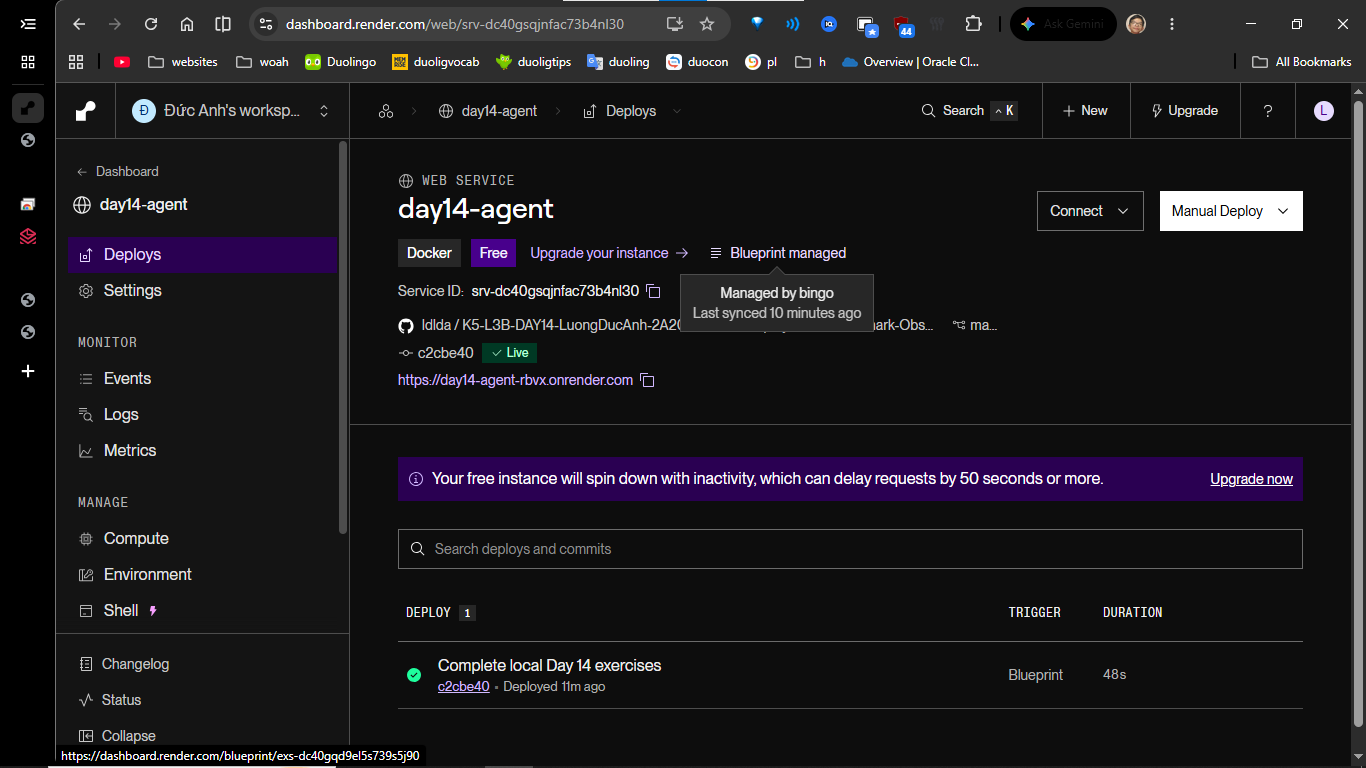 dashboard.render.com/web/srv-dc40gsqjnfac73b4nl30
44
Ask Gemini
websites
woah
Duolingo
duoligvocab
duoligtips
duoling
duocon
pl
h
Overview | Oracle Cl...
All Bookmarks
Đ
Đức Anh's worksp...
day14-agent
Deploys
Search
K
+ New
Upgrade
?
L
← Dashboard
day14-agent
Deploys
Settings
MONITOR
Events
Logs
Metrics
MANAGE
Compute
Environment
Shell
Changelog
Status
Collapse
WEB SERVICE
day14-agent
Connect
Manual Deploy
Docker
Free
Upgrade your instance →
Blueprint managed
Managed by bingo
Last synced 10 minutes ago
Service ID: srv-dc40gsqjnfac73b4nl30
ldlda / K5-L3B-DAY14-LuongDucAnh-2A20
ark-Obs...
ma...
c2cbe40
Live
https://day14-agent-rbvx.onrender.com
Your free instance will spin down with inactivity, which can delay requests by 50 seconds or more.
Upgrade now
Search deploys and commits
DEPLOY 1
TRIGGER
DURATION
Complete local Day 14 exercises
c2cbe40 • Deployed 11m ago
Blueprint
48s
https://dashboard.render.com/blueprint/exs-dc40gqd9el5s739s5j90